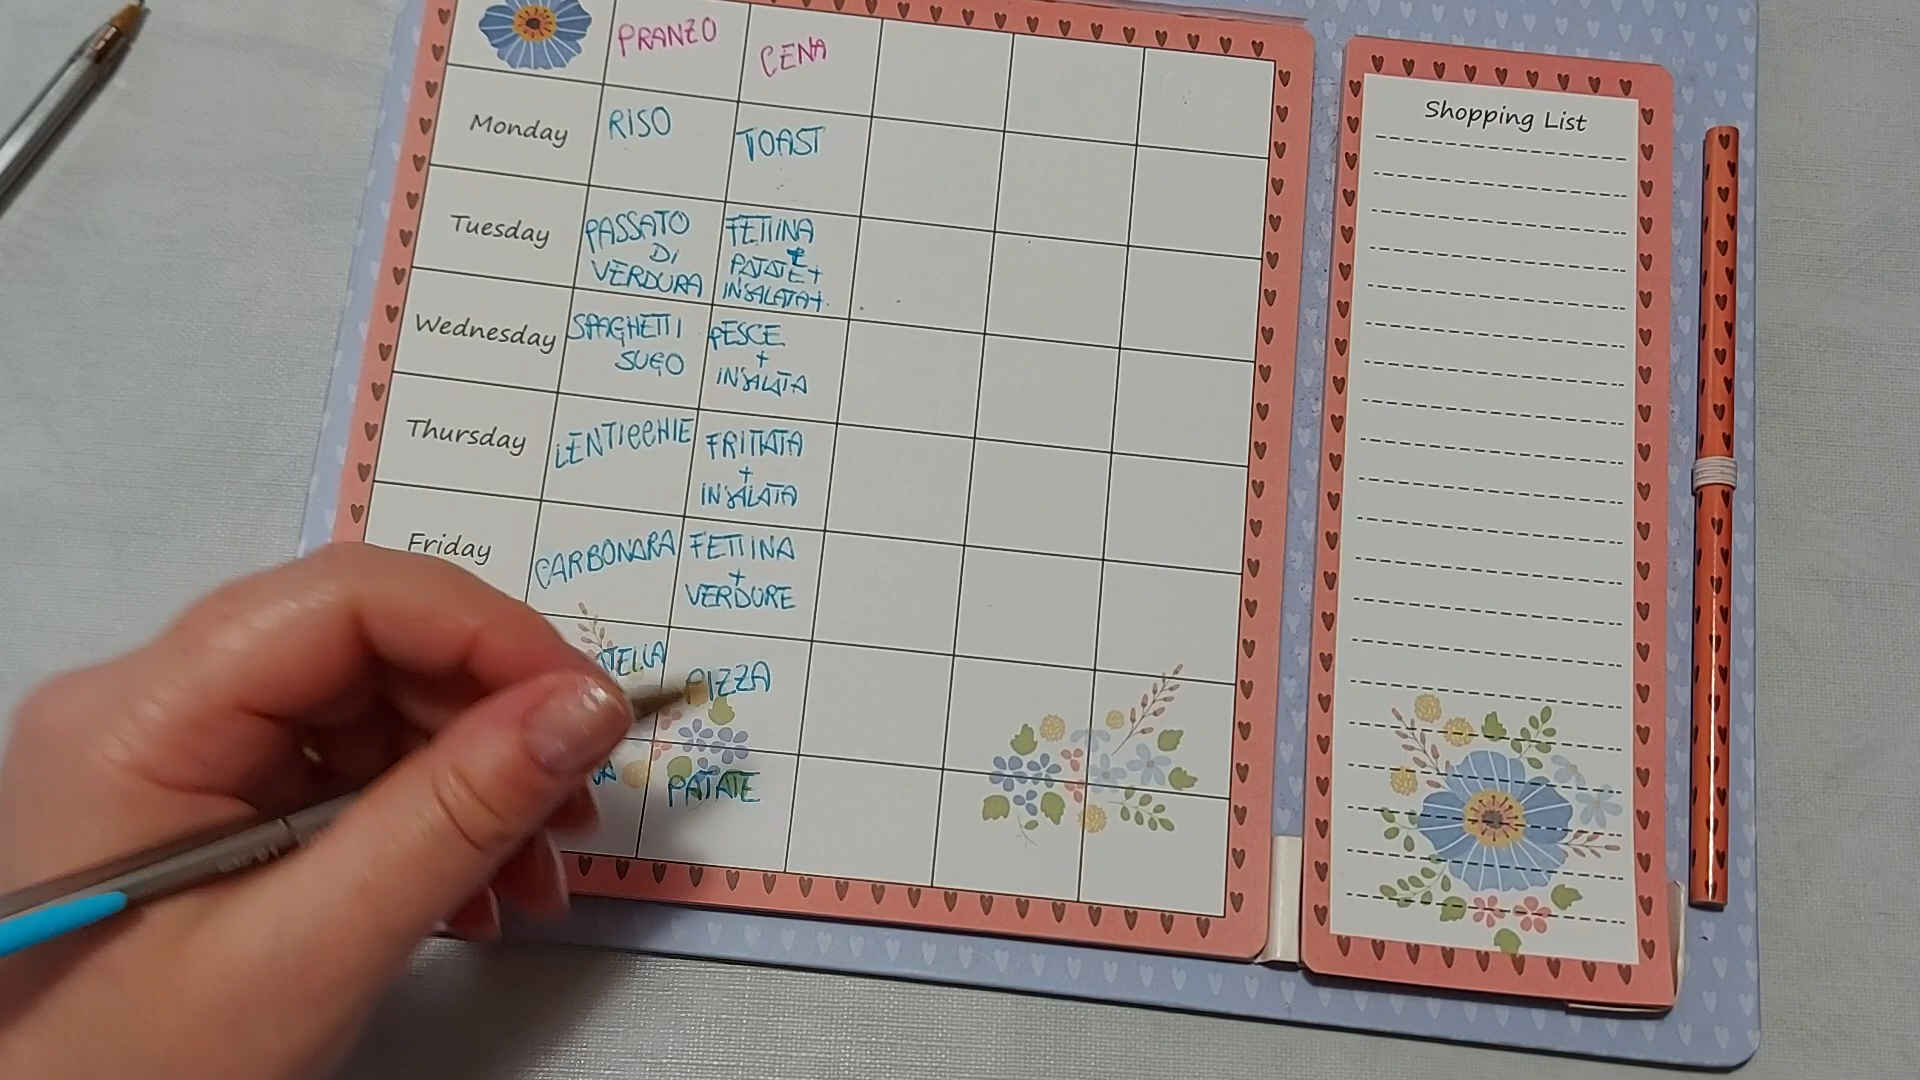 PRANZO CENA
Monday RISO TOAST
Tuesday PASSATO DI VERDURA FETTINA E PATATE + INSALATA +
Wednesday SPAGHETTI SUGO PESCE + INSALATA
Thursday LENTICCHIE FRITTATA + INSALATA
Friday CARBONARA FETTINA + VERDURE
PIZZA
PATATE
Shopping List